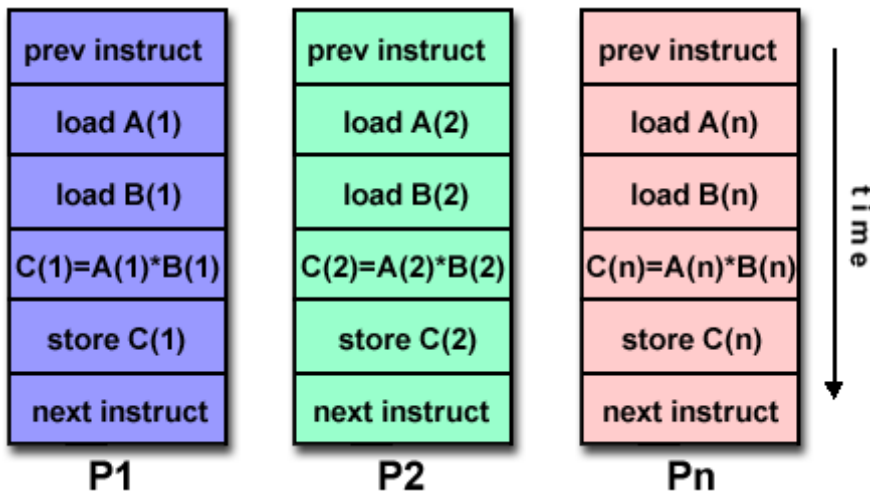 prev instruct
load A(1)
load B(1)
C(1)=A(1)*B(1)
store C(1)
next instruct
P1
prev instruct
load A(2)
load B(2)
C(2)=A(2)*B(2)
store C(2)
next instruct
P2
prev instruct
load A(n)
load B(n)
C(n)=A(n)*B(n)
store C(n)
next instruct
Pn
time